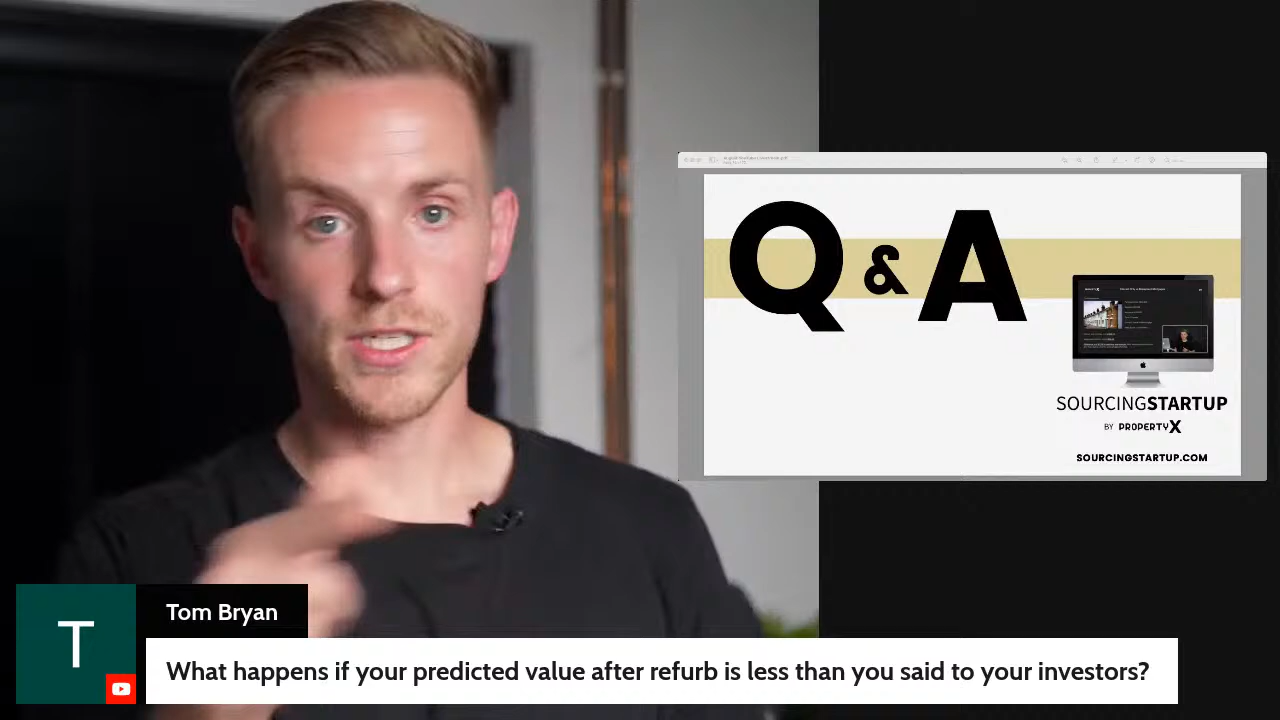 Q & A
SOURCINGSTARTUP
BY PROPERTYX
SOURCINGSTARTUP.COM
T
Tom Bryan
What happens if your predicted value after refurb is less than you said to your investors?